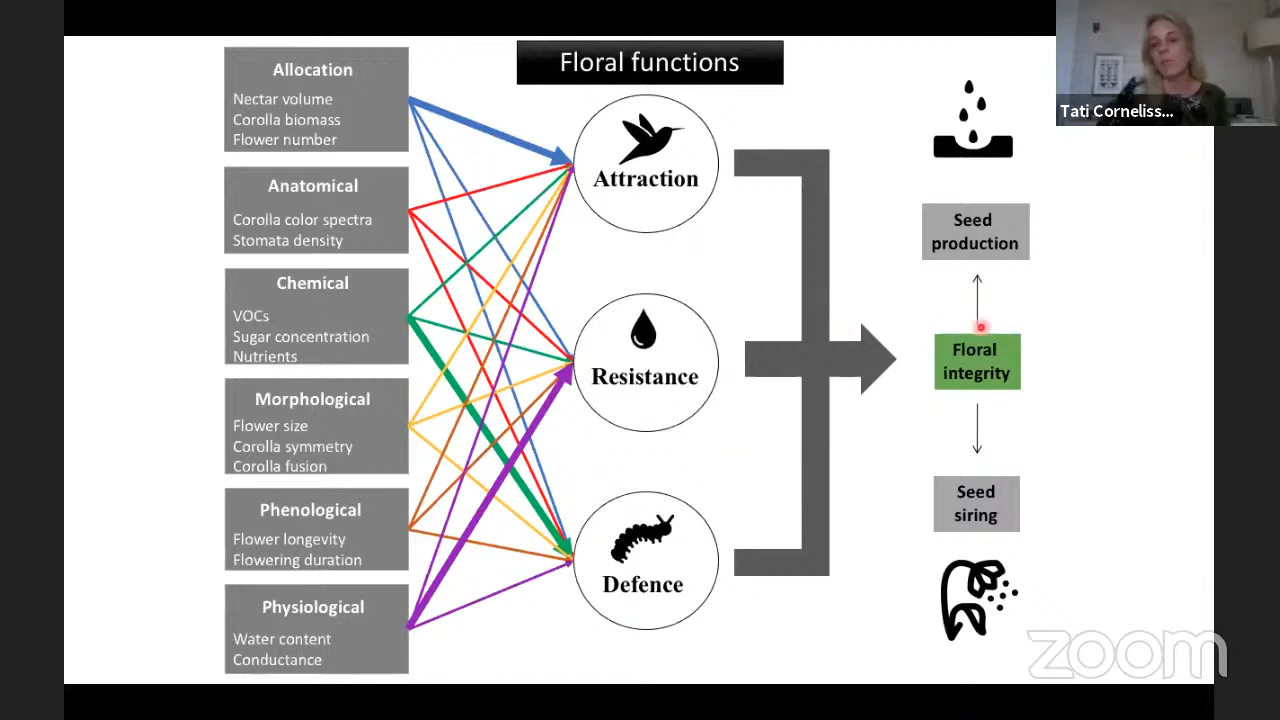 Allocation
Nectar volume
Corolla biomass
Flower number
Anatomical
Corolla color spectra
Stomata density
Chemical
VOCs
Sugar concentration
Nutrients
Morphological
Flower size
Corolla symmetry
Corolla fusion
Phenological
Flower longevity
Flowering duration
Physiological
Water content
Conductance
Floral functions
Attraction
Resistance
Defence
Seed
production
Floral
integrity
Seed
siring
Tati Corneliss...
zoom